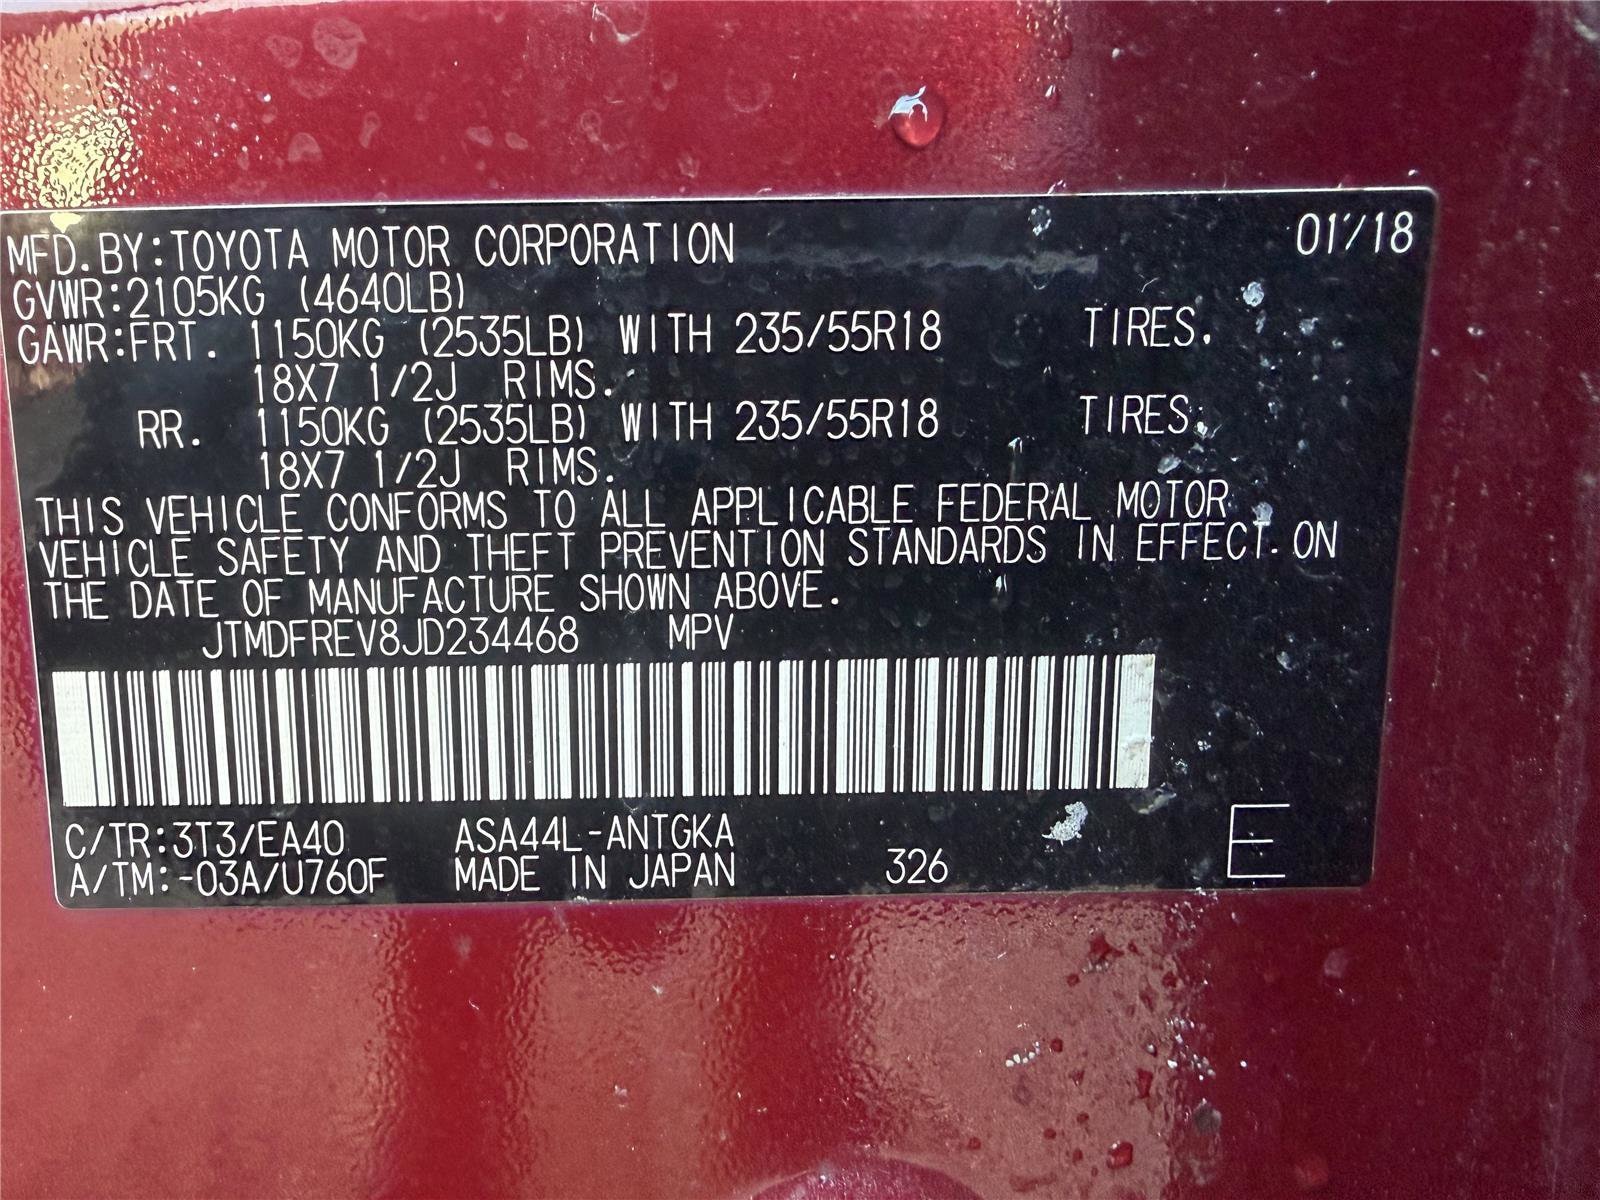 MFD.BY:TOYOTA MOTOR CORPORATION 01/18
GVWR:2105KG (4640LB)
GAWR:FRT. 1150KG (2535LB) WITH 235/55R18 TIRES.
18X7 1/2J RIMS.
RR. 1150KG (2535LB) WITH 235/55R18 TIRES.
18X7 1/2J RIMS.
THIS VEHICLE CONFORMS TO ALL APPLICABLE FEDERAL MOTOR
VEHICLE SAFETY AND THEFT PREVENTION STANDARDS IN EFFECT ON
THE DATE OF MANUFACTURE SHOWN ABOVE.
JTMDFREV8JD234468 MPV
C/TR:3T3/EA40 ASA44L-ANTGKA
A/TM:-03A/U760F MADE IN JAPAN 326 E